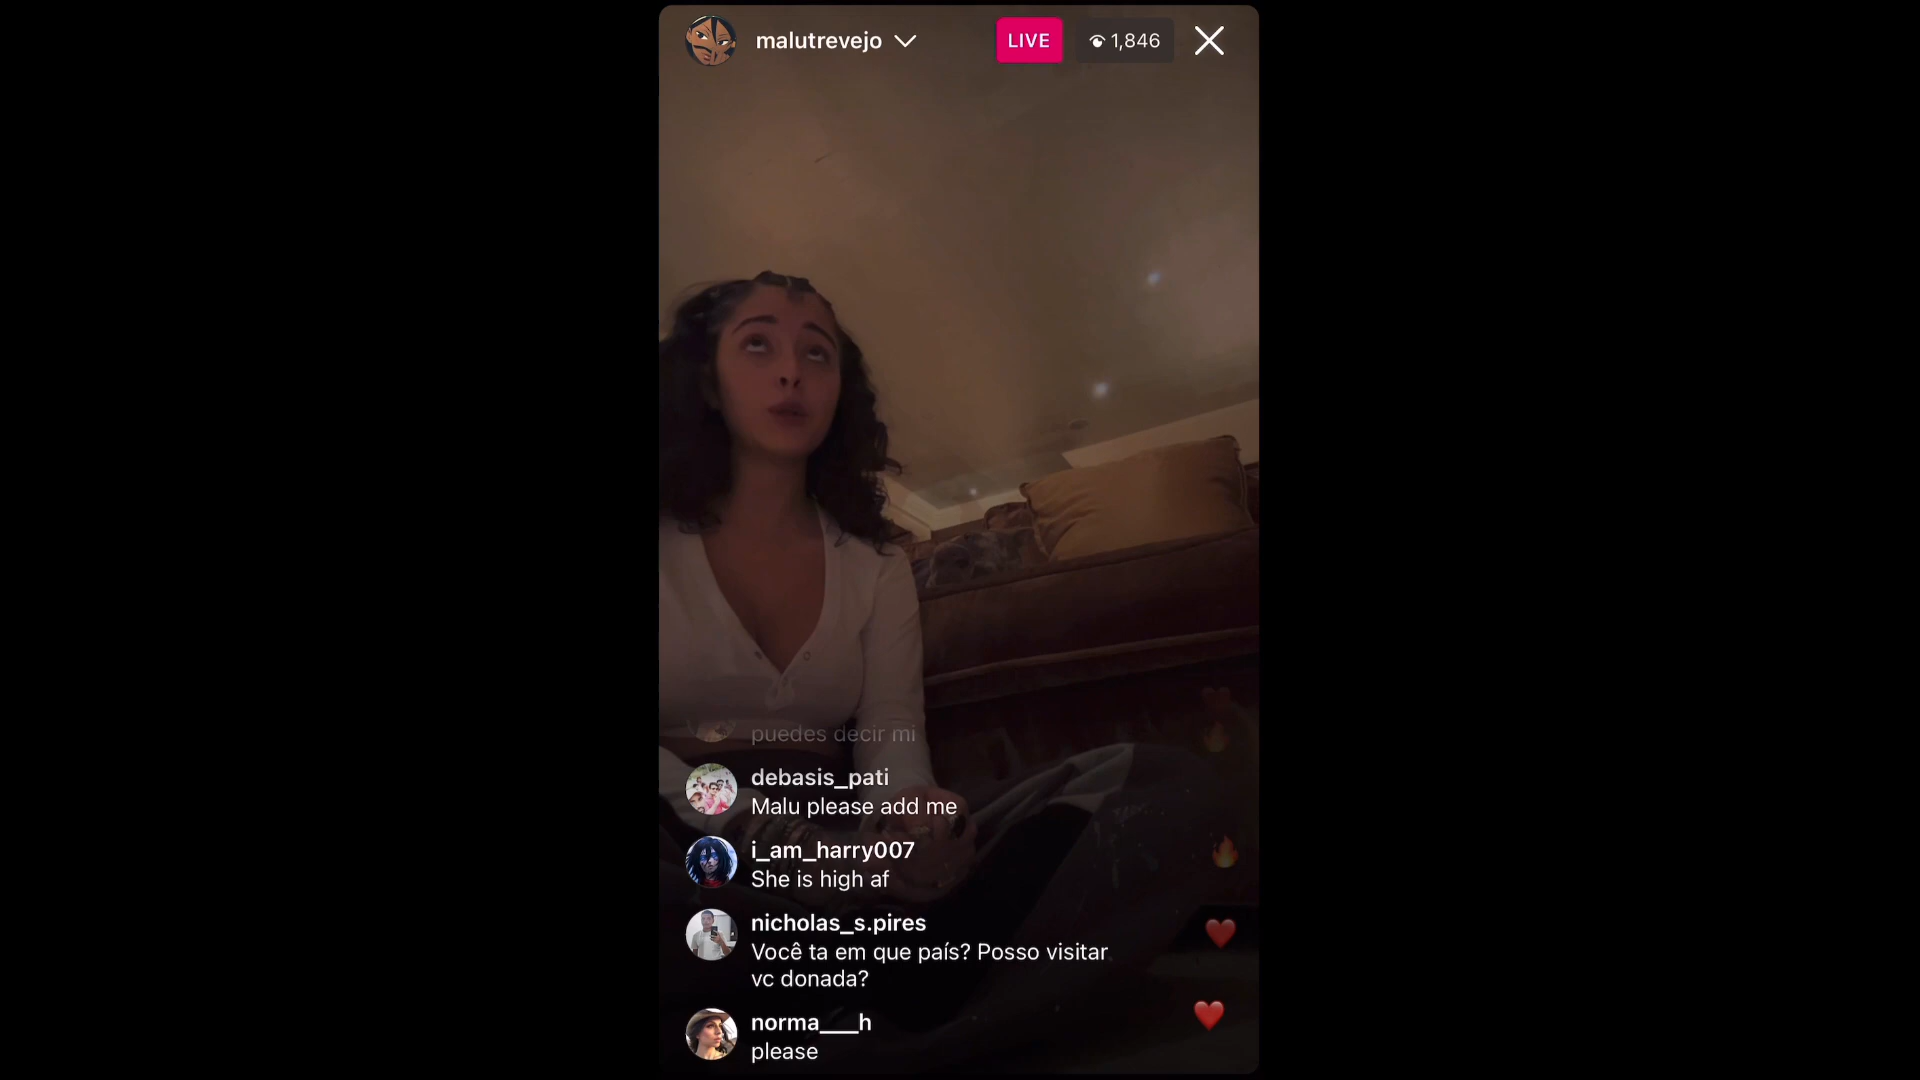 malutrevejo
LIVE
1,846
puedes decir mi
debasis_pati
Malu please add me
i_am_harry007
She is high af
nicholas_s.pires
Você ta em que país? Posso visitar
vc donada?
norma___h
please